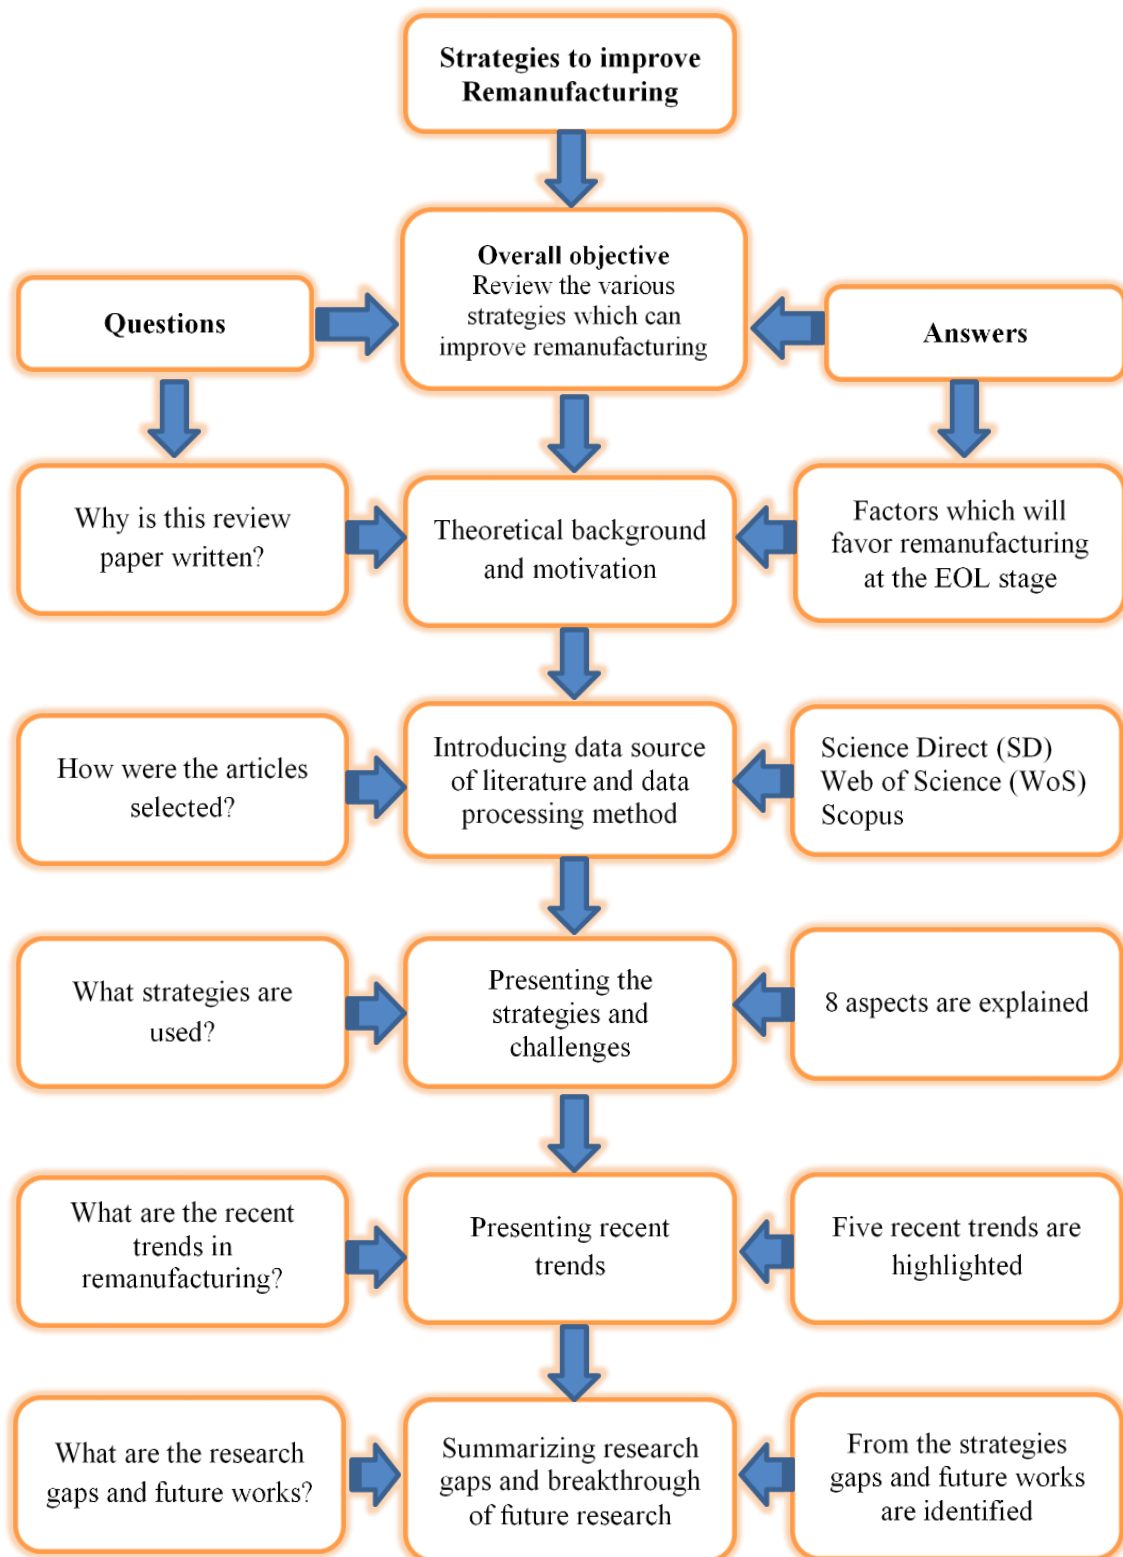 Strategies to improve
Remanufacturing
Overall objective
Review the various
strategies which can
improve remanufacturing
Questions
Answers
Why is this review
paper written?
Theoretical background
and motivation
Factors which will
favor remanufacturing
at the EOL stage
How were the articles
selected?
Introducing data source
of literature and data
processing method
Science Direct (SD)
Web of Science (WoS)
Scopus
What strategies are
used?
Presenting the
strategies and
challenges
8 aspects are explained
What are the recent
trends in
remanufacturing?
Presenting recent
trends
Five recent trends are
highlighted
What are the research
gaps and future works?
Summarizing research
gaps and breakthrough
of future research
From the strategies
gaps and future works
are identified